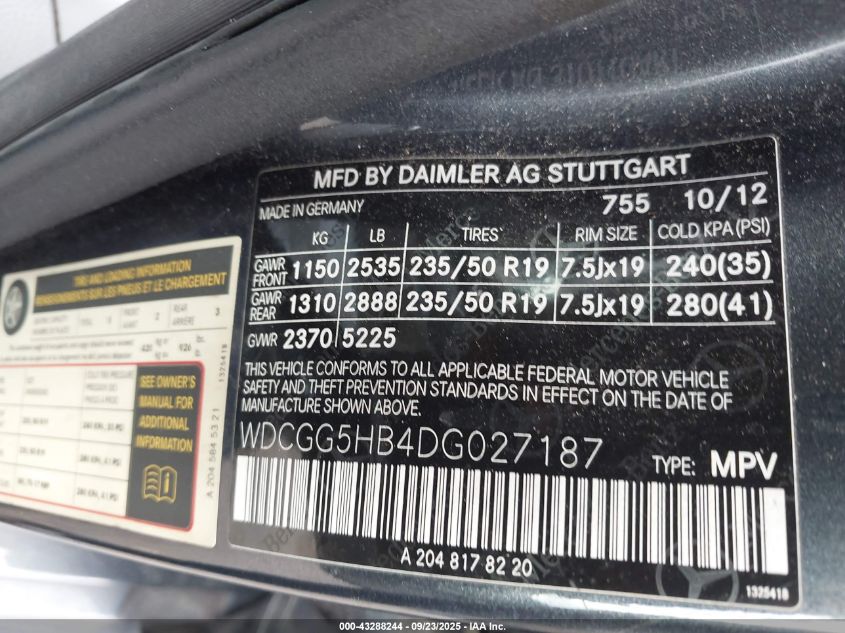 MFD BY DAIMLER AG STUTTGART
MADE IN GERMANY 755 10/12
KG LB TIRES RIM SIZE COLD KPA (PSI)
GAWR FRONT 1150 2535 235/50 R19 7.5Jx19 240(35)
GAWR REAR 1310 2888 235/50 R19 7.5Jx19 280(41)
GVWR 2370 5225
THIS VEHICLE CONFORMS TO ALL APPLICABLE FEDERAL MOTOR VEHICLE
SAFETY AND THEFT PREVENTION STANDARDS IN EFFECT ON THE DATE OF
MANUFACTURE SHOWN ABOVE.
WDCGG5HB4DG027187 TYPE: MPV
A 204 817 82 20
1325418
TIRE AND LOADING INFORMATION
RENSEIGNEMENTS SUR LES PNEUS ET LE CHARGEMENT
SEE OWNER'S
MANUAL FOR
ADDITIONAL
INFORMATION
1325418
A 204 584 53 21
000-43288244 - 09/23/2025 - IAA Inc.